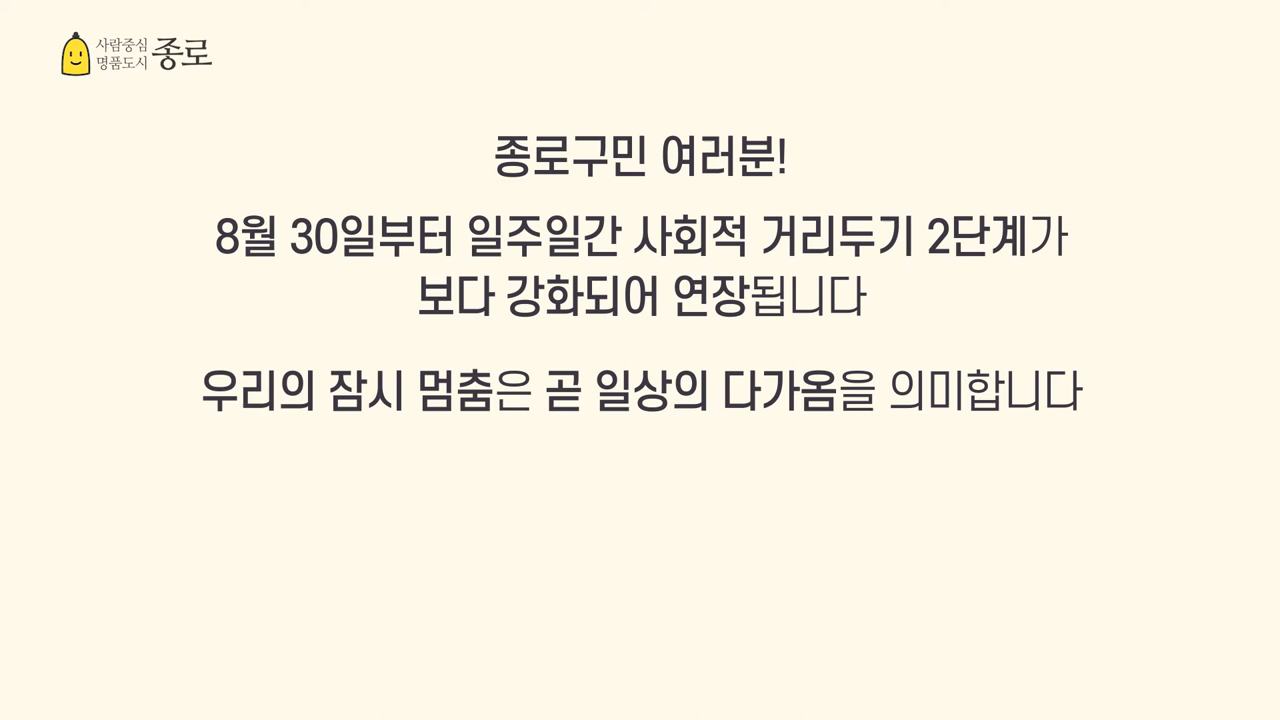 사람중심
명품도시 종로
종로구민 여러분!
8월 30일부터 일주일간 사회적 거리두기 2단계가
보다 강화되어 연장됩니다
우리의 잠시 멈춤은 곧 일상의 다가옴을 의미합니다